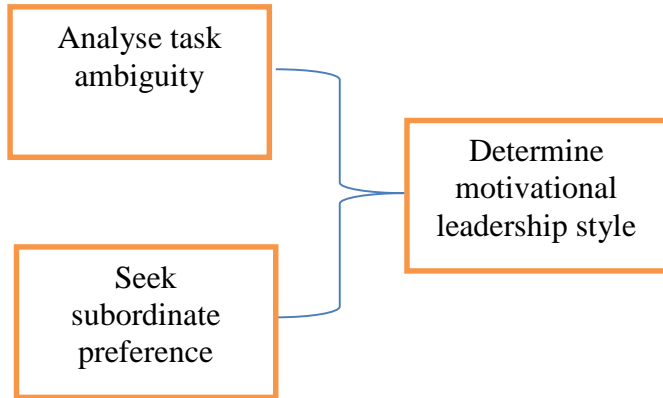 Analyse task
ambiguity
Determine
motivational
leadership style
Seek
subordinate
preference